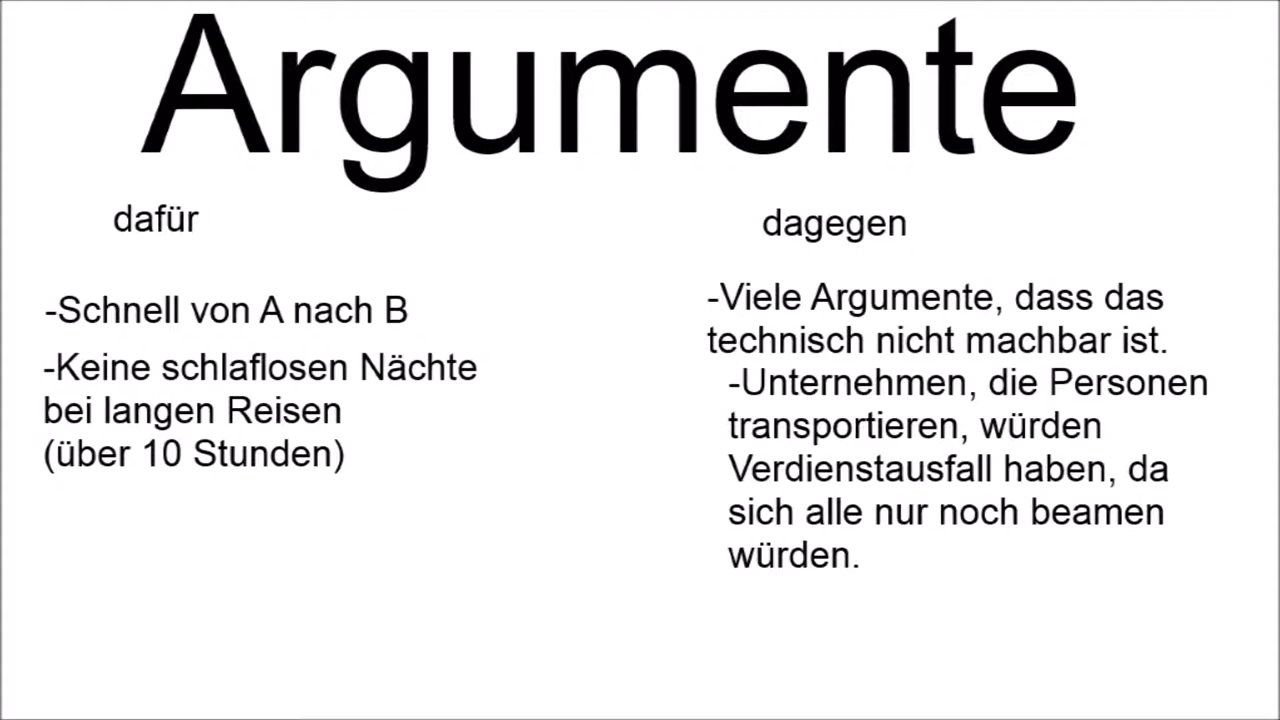 Argumente
dafür
-Schnell von A nach B
-Keine schlaflosen Nächte
bei langen Reisen
(über 10 Stunden)
dagegen
-Viele Argumente, dass das
technisch nicht machbar ist.
-Unternehmen, die Personen
transportieren, würden
Verdienstausfall haben, da
sich alle nur noch beamen
würden.